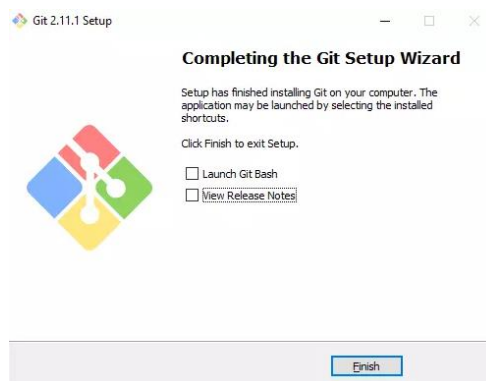 Git 2.11.1 Setup
Completing the Git Setup Wizard
Setup has finished installing Git on your computer. The
application may be launched by selecting the installed
shortcuts.
Click Finish to exit Setup.
Launch Git Bash
View Release Notes
Finish